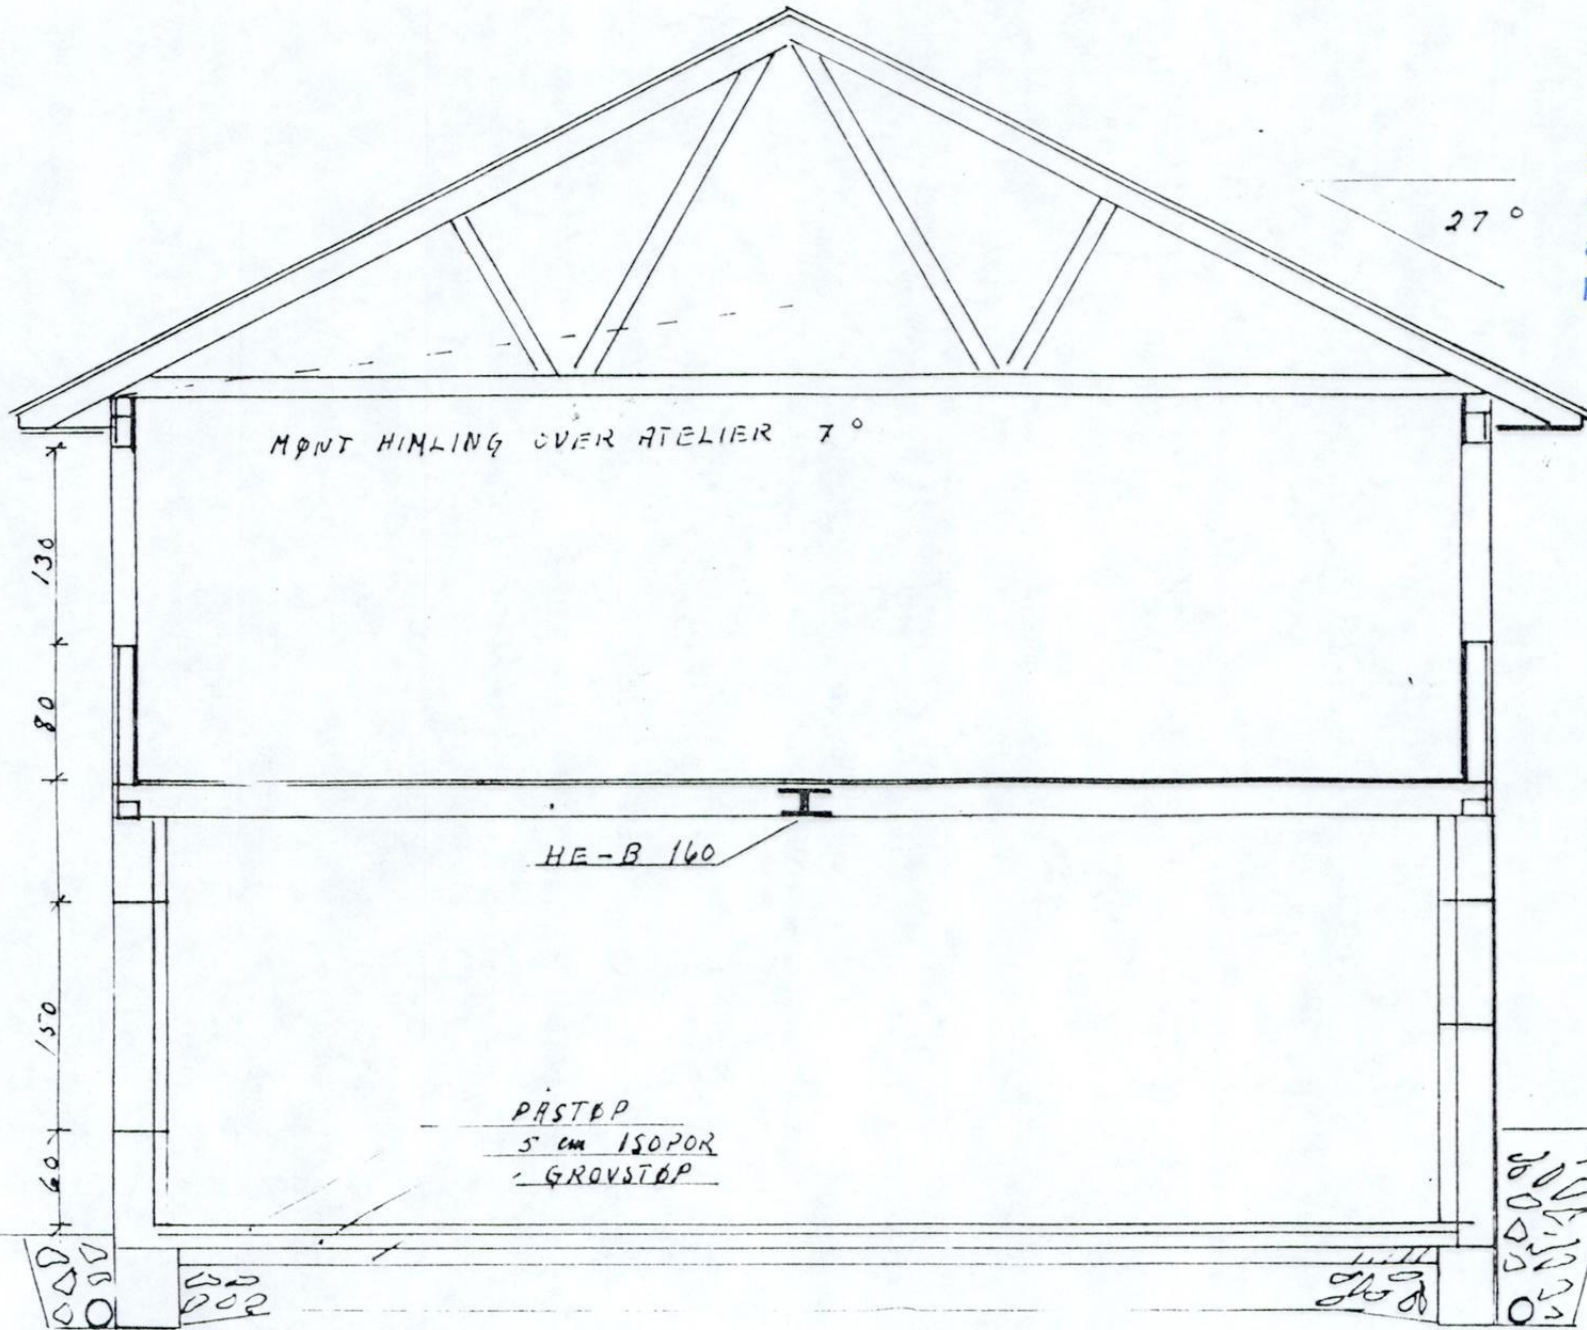 27°
MØNT HIMLING OVER ATELIER 7°
130
80
HE-B 160
150
PÅSTØP
5 cm ISOPOR
GROVSTØP
60